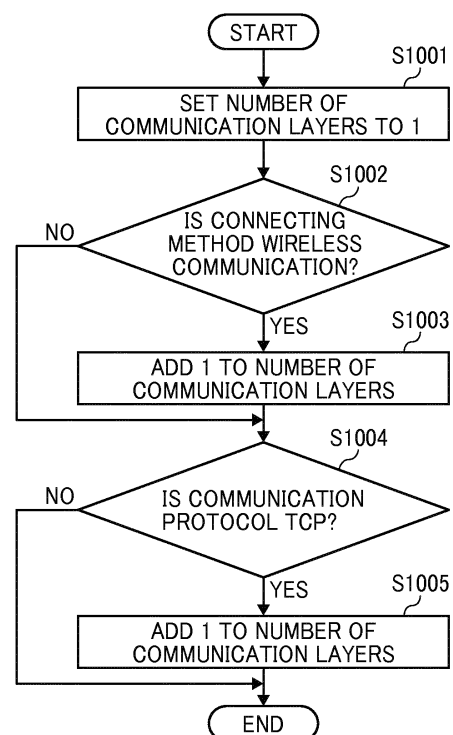 START
S1001
SET NUMBER OF
COMMUNICATION LAYERS TO 1
S1002
IS CONNECTING
METHOD WIRELESS
COMMUNICATION?
NO
YES
S1003
ADD 1 TO NUMBER OF
COMMUNICATION LAYERS
S1004
IS COMMUNICATION
PROTOCOL TCP?
NO
YES
S1005
ADD 1 TO NUMBER OF
COMMUNICATION LAYERS
END